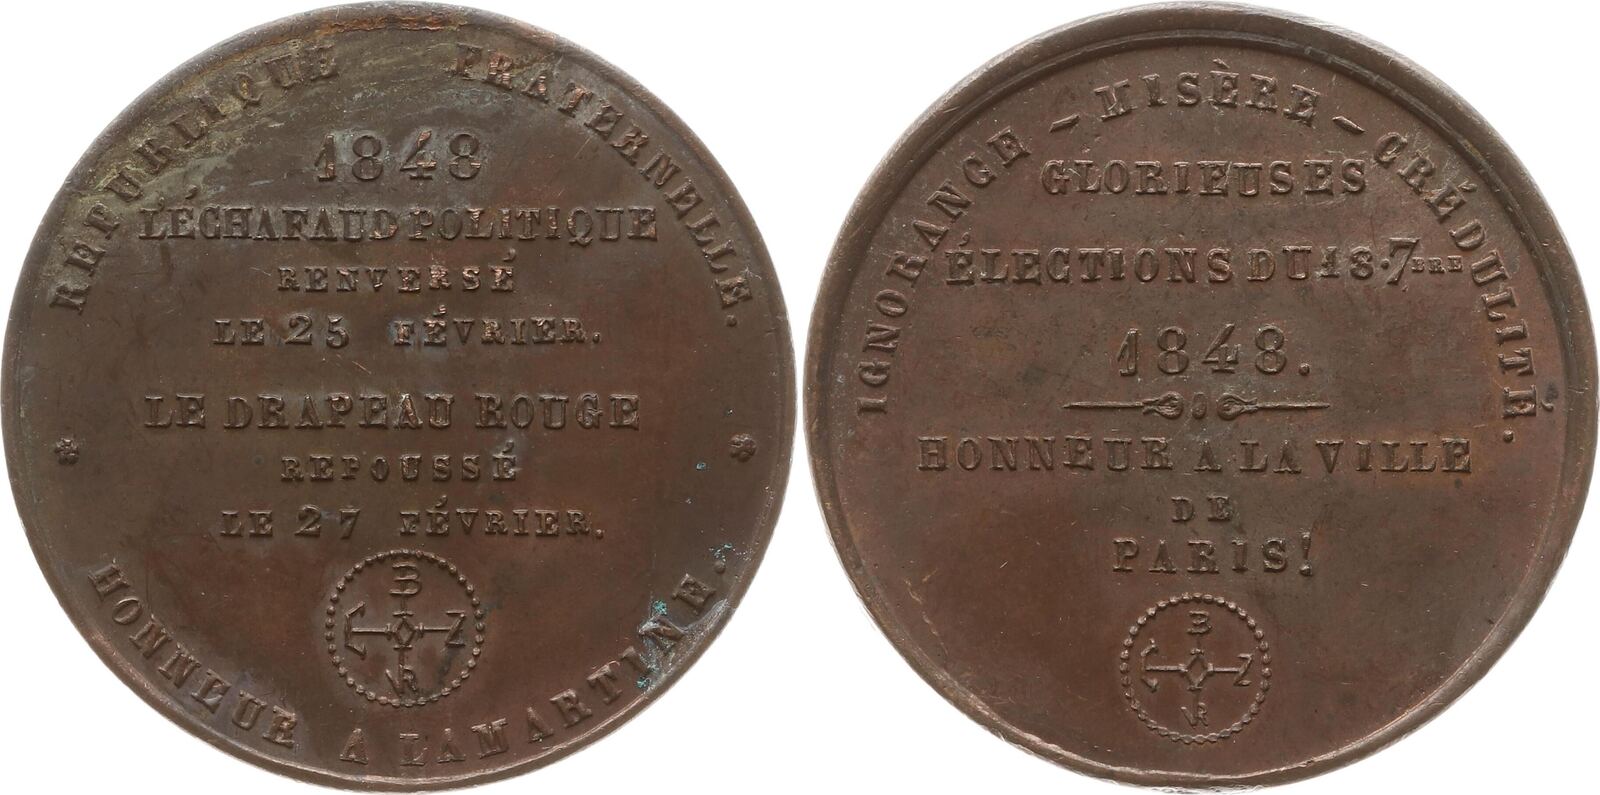 RÉPUBLIQUE FRATERNELLE.
1848
L'ÉCHAFAUD POLITIQUE
RENVERSÉ
LE 25 FÉVRIER.
LE DRAPEAU ROUGE
REPOUSSÉ
LE 27 FÉVRIER.
HONNEUR A LAMARTINE.
IGNORANCE - MISÈRE - CRÉDULITÉ.
GLORIEUSES
ÉLECTIONS DU 18.7BRE
1848.
HONNEUR A LA VILLE
DE
PARIS!